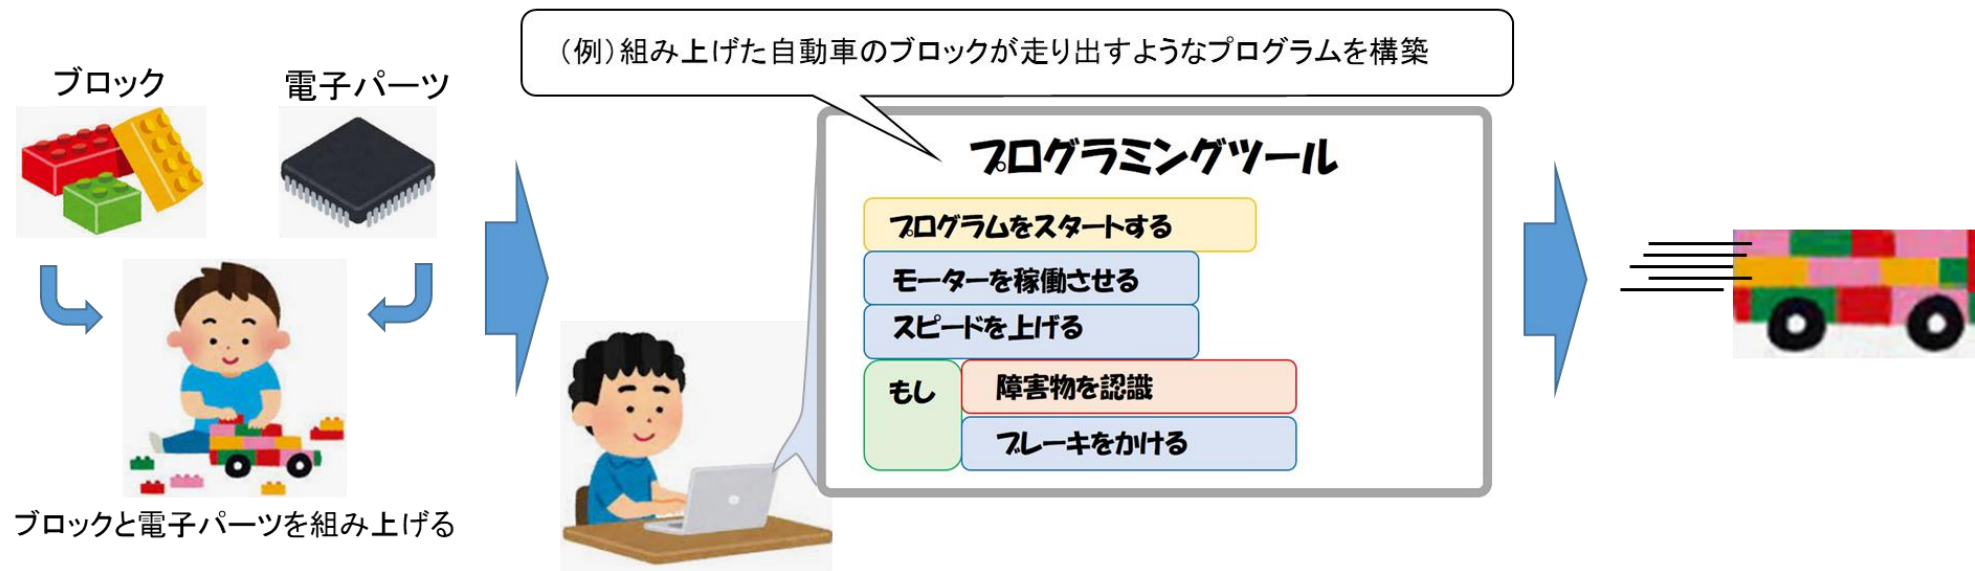 ブロック
電子パーツ
ブロックと電子パーツを組み上げる
（例）組み上げた自動車のブロックが走り出すようなプログラムを構築
プログラミングツール
プログラムをスタートする
モーターを稼働させる
スピードを上げる
もし
障害物を認識
ブレーキをかける